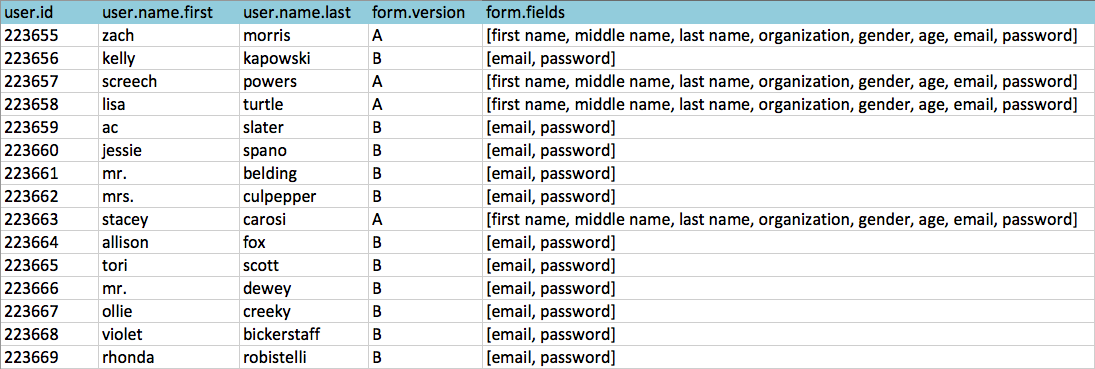 user.id user.name.first user.name.last form.version form.fields
223655 zach morris A [first name, middle name, last name, organization, gender, age, email, password]
223656 kelly kapowski B [email, password]
223657 screech powers A [first name, middle name, last name, organization, gender, age, email, password]
223658 lisa turtle A [first name, middle name, last name, organization, gender, age, email, password]
223659 ac slater B [email, password]
223660 jessie spano B [email, password]
223661 mr. belding B [email, password]
223662 mrs. culpepper B [email, password]
223663 stacey carosi A [first name, middle name, last name, organization, gender, age, email, password]
223664 allison fox B [email, password]
223665 tori scott B [email, password]
223666 mr. dewey B [email, password]
223667 ollie creeky B [email, password]
223668 violet bickerstaff B [email, password]
223669 rhonda robistelli B [email, password]